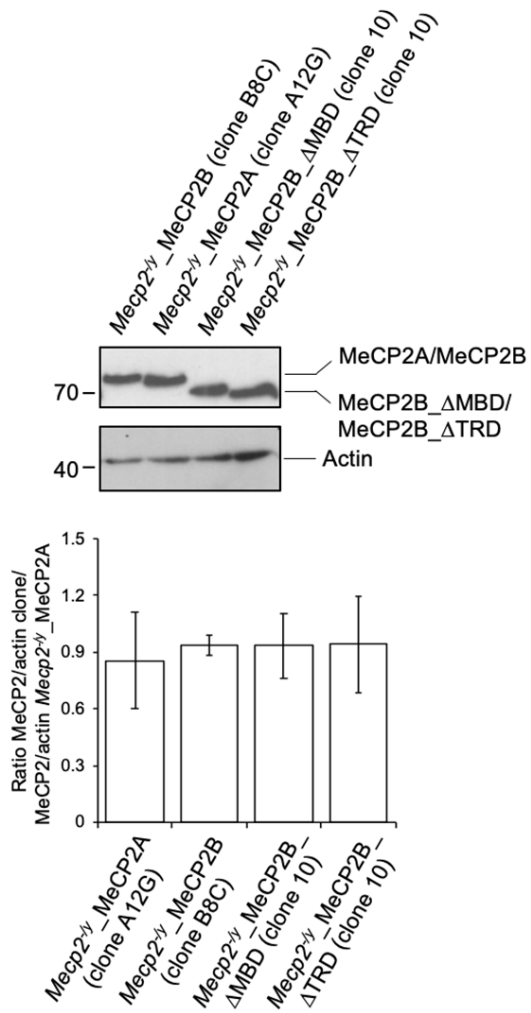 Mecp2-/y_MeCP2B (clone B8C)
Mecp2-/y_MeCP2A (clone A12G)
Mecp2-/y_MeCP2B_ΔMBD (clone 10)
Mecp2-/y_MeCP2B_ΔTRD (clone 10)
MeCP2A/MeCP2B
70
MeCP2B_ΔMBD/
MeCP2B_ΔTRD
40
Actin
Ratio MeCP2/actin clone/
MeCP2/actin Mecp2-/y_MeCP2A
1.5
1.2
0.9
0.6
0.3
0
Mecp2-/y_MeCP2A
(clone A12G)
Mecp2-/y_MeCP2B
(clone B8C)
Mecp2-/y_MeCP2B_
ΔMBD (clone 10)
Mecp2-/y_MeCP2B_
ΔTRD (clone 10)